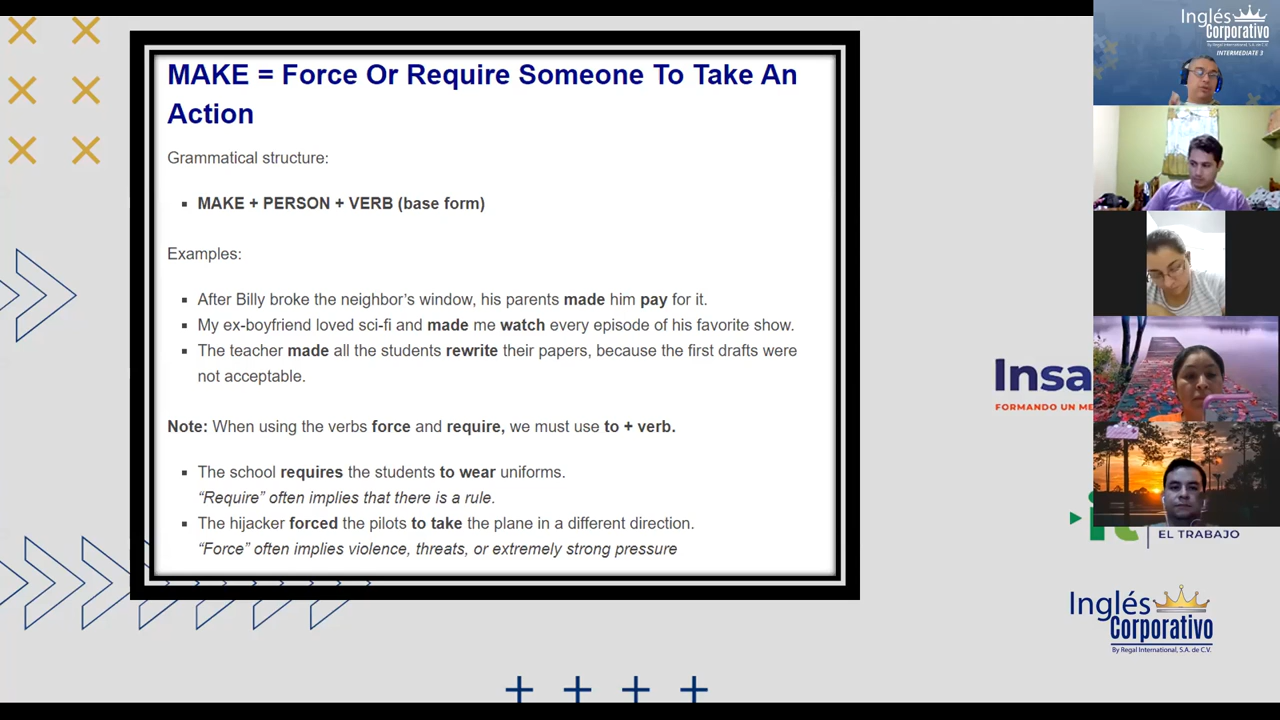 MAKE = Force Or Require Someone To Take An
Action
Grammatical structure:
▪ MAKE + PERSON + VERB (base form)
Examples:
▪ After Billy broke the neighbor’s window, his parents made him pay for it.
▪ My ex-boyfriend loved sci-fi and made me watch every episode of his favorite show.
▪ The teacher made all the students rewrite their papers, because the first drafts were
not acceptable.
Note: When using the verbs force and require, we must use to + verb.
▪ The school requires the students to wear uniforms.
“Require” often implies that there is a rule.
▪ The hijacker forced the pilots to take the plane in a different direction.
“Force” often implies violence, threats, or extremely strong pressure
Inglés
Corporativo
By Regal International, S.A. de C.V.
INTERMEDIATE 3
Insa
FORMANDO UN ME
EL TRABAJO
Inglés
Corporativo
By Regal International, S.A. de C.V.